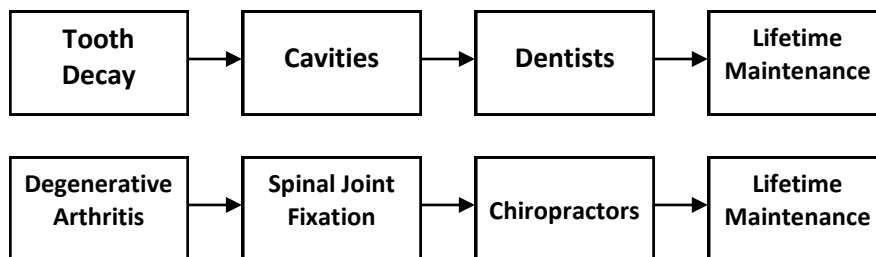 Tooth
Decay
Cavities
Dentists
Lifetime
Maintenance
Degenerative
Arthritis
Spinal Joint
Fixation
Chiropractors
Lifetime
Maintenance